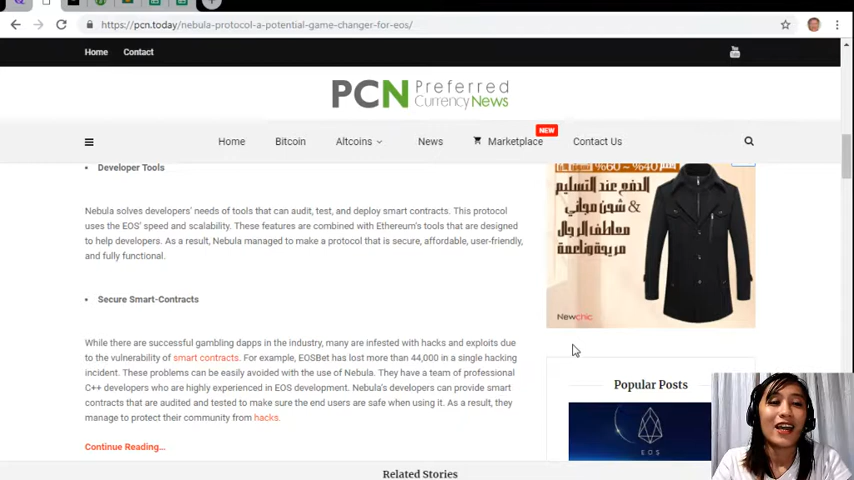 https://pcn.today/nebula-protocol-a-potential-game-changer-for-eos/
Home Contact
PCN Preferred Currency News
NEW
Home Bitcoin Altcoins News Marketplace Contact Us
• Developer Tools
Nebula solves developers' needs of tools that can audit, test, and deploy smart contracts. This protocol
uses the EOS' speed and scalability. These features are combined with Ethereum's tools that are designed
to help developers. As a result, Nebula managed to make a protocol that is secure, affordable, user-friendly,
and fully functional.
• Secure Smart-Contracts
While there are successful gambling dapps in the industry, many are infested with hacks and exploits due
to the vulnerability of smart contracts. For example, EOSBet has lost more than 44,000 in a single hacking
incident. These problems can be easily avoided with the use of Nebula. They have a team of professional
C++ developers who are highly experienced in EOS development. Nebula's developers can provide smart
contracts that are audited and tested to make sure the end users are safe when using it. As a result, they
manage to protect their community from hacks.
Continue Reading...
Related Stories
%60 - %40
الدفع عند التسليم
& شحن مجاني
معاطف الرجال
مريحة وناعمة
Newchic
Popular Posts
EOS